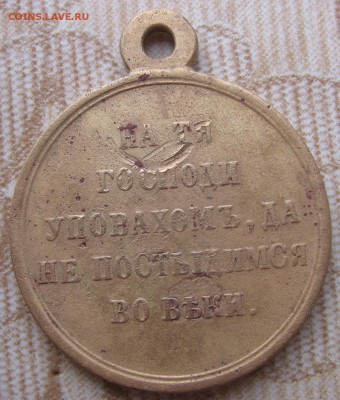 COINS.LAVE.RU
НА ТЯ
ГОСПОДИ
УПОВАХОМЪ, ДА
НЕ ПОСТЫДИМСЯ
ВО ВѢКИ.